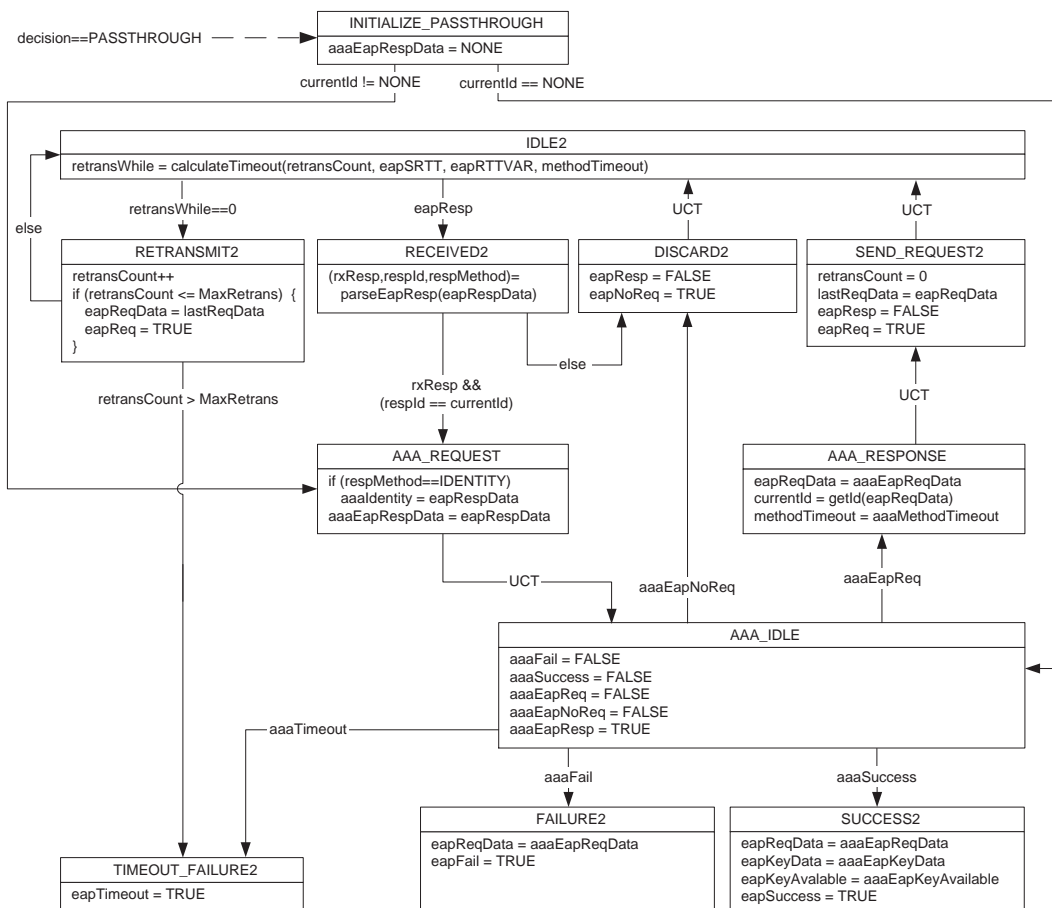 INITIALIZE_PASSTHROUGH
decision==PASSTHROUGH
aaaEapRespData = NONE
currentId != NONE
currentId == NONE
IDLE2
retransWhile = calculateTimeout(retransCount, eapSRTT, eapRTTVAR, methodTimeout)
retransWhile==0
eapResp
UCT
UCT
else
RETRANSMIT2
retransCount++
if (retransCount <= MaxRetrans) {
eapReqData = lastReqData
eapReq = TRUE
}
RECEIVED2
(rxResp,respId,respMethod)=
parseEapResp(eapRespData)
DISCARD2
eapResp = FALSE
eapNoReq = TRUE
SEND_REQUEST2
retransCount = 0
lastReqData = eapReqData
eapResp = FALSE
eapReq = TRUE
else
rxResp &&
(respId == currentId)
retransCount > MaxRetrans
UCT
AAA_REQUEST
if (respMethod==IDENTITY)
aaaIdentity = eapRespData
aaaEapRespData = eapRespData
AAA_RESPONSE
eapReqData = aaaEapReqData
currentId = getId(eapReqData)
methodTimeout = aaaMethodTimeout
UCT
aaaEapNoReq
aaaEapReq
AAA_IDLE
aaaFail = FALSE
aaaSuccess = FALSE
aaaEapReq = FALSE
aaaEapNoReq = FALSE
aaaEapResp = TRUE
aaaTimeout
aaaFail
aaaSuccess
FAILURE2
eapReqData = aaaEapReqData
eapFail = TRUE
SUCCESS2
eapReqData = aaaEapReqData
eapKeyData = aaaEapKeyData
eapKeyAvalable = aaaEapKeyAvailable
eapSuccess = TRUE
TIMEOUT_FAILURE2
eapTimeout = TRUE